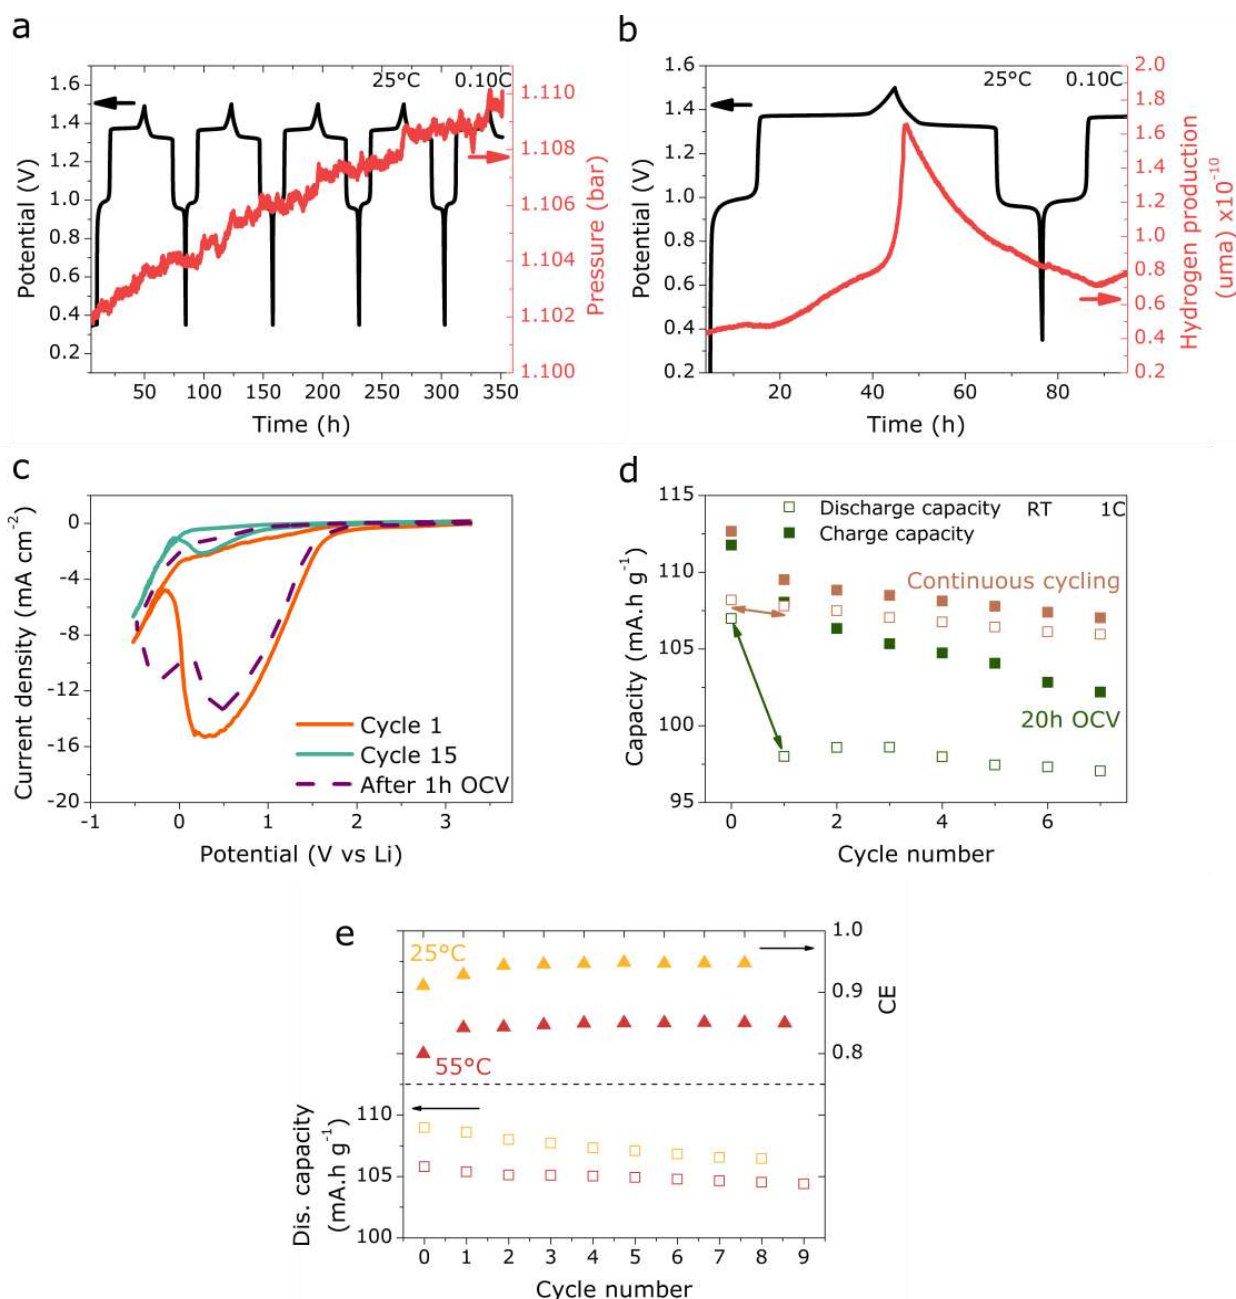 a
25°C 0.10C
1.6
1.4
1.2
1.0
0.8
0.6
0.4
0.2
Potential (V)
50 100 150 200 250 300 350
Time (h)
1.110
1.108
1.106
1.104
1.102
1.100
Pressure (bar)
b
25°C 0.10C
1.6
1.4
1.2
1.0
0.8
0.6
0.4
0.2
Potential (V)
20 40 60 80
Time (h)
2.0
1.8
1.6
1.4
1.2
1.0
0.8
0.6
0.4
0.2
Hydrogen production
(uma) x10⁻¹⁰
c
0
-4
-8
-12
-16
-20
Current density (mA cm⁻²)
Cycle 1
Cycle 15
After 1h OCV
-1 0 1 2 3
Potential (V vs Li)
d
115
110
105
100
95
Capacity (mA.h g⁻¹)
Discharge capacity RT 1C
Charge capacity
Continuous cycling
20h OCV
0 2 4 6
Cycle number
e
25°C
55°C
1.0
0.9
0.8
CE
110
105
100
Dis. capacity
(mA.h g⁻¹)
0 1 2 3 4 5 6 7 8 9
Cycle number